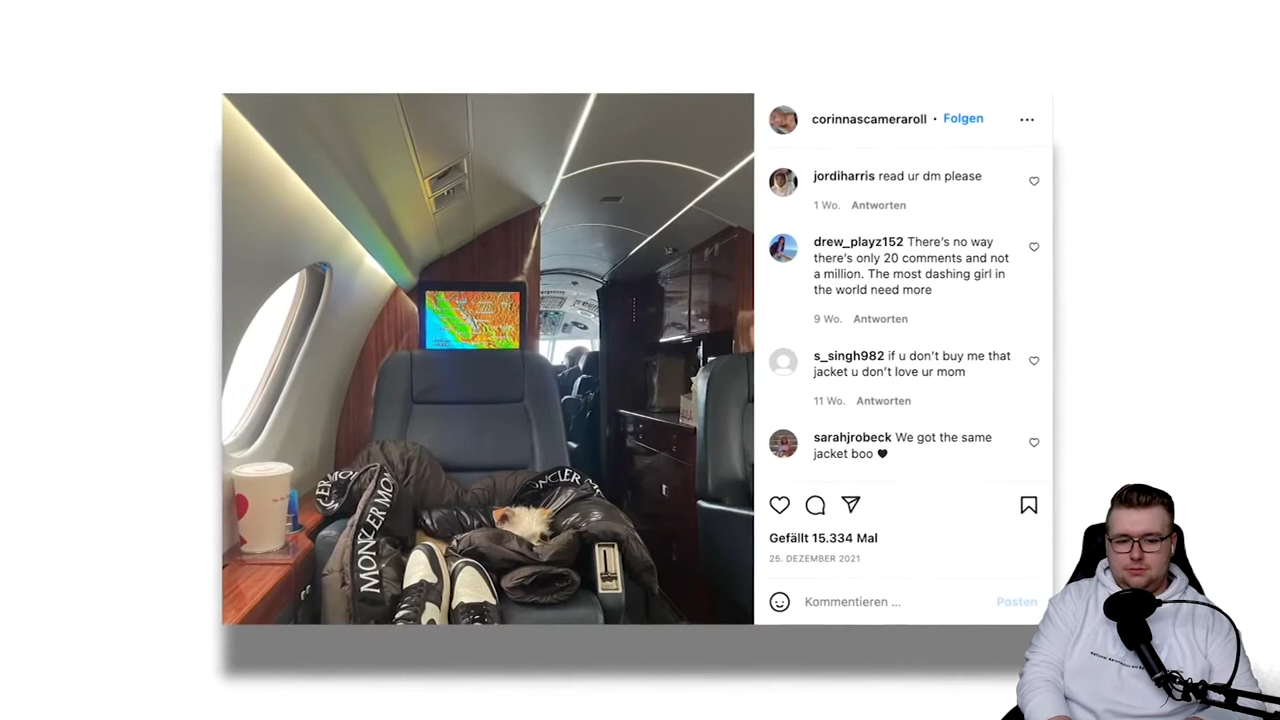 corinnascameraroll • Folgen
jordiharris read ur dm please
1 Wo. Antworten
drew_playz152 There's no way
there's only 20 comments and not
a million. The most dashing girl in
the world need more
9 Wo. Antworten
s_singh982 if u don't buy me that
jacket u don't love ur mom
11 Wo. Antworten
sarahjrobeck We got the same
jacket boo 🖤
Gefällt 15.334 Mal
25. DEZEMBER 2021
Kommentieren ...
Posten
MONCLER MON